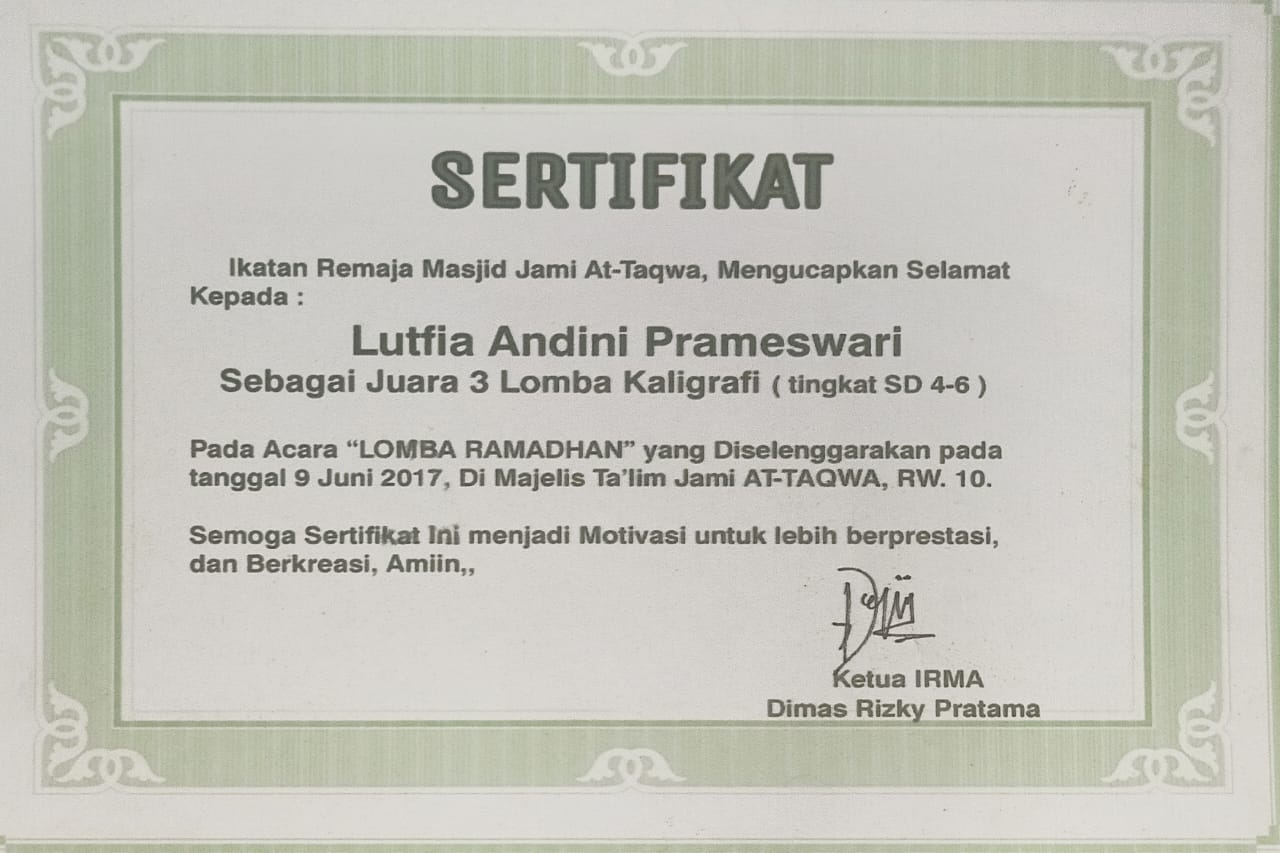 SERTIFIKAT
Ikatan Remaja Masjid Jami At-Taqwa, Mengucapkan Selamat
Kepada :
Lutfia Andini Prameswari
Sebagai Juara 3 Lomba Kaligrafi ( tingkat SD 4-6 )
Pada Acara “LOMBA RAMADHAN” yang Diselenggarakan pada
tanggal 9 Juni 2017, Di Majelis Ta’lim Jami AT-TAQWA, RW. 10.
Semoga Sertifikat Ini menjadi Motivasi untuk lebih berprestasi,
dan Berkreasi, Amiin,,
Ketua IRMA
Dimas Rizky Pratama